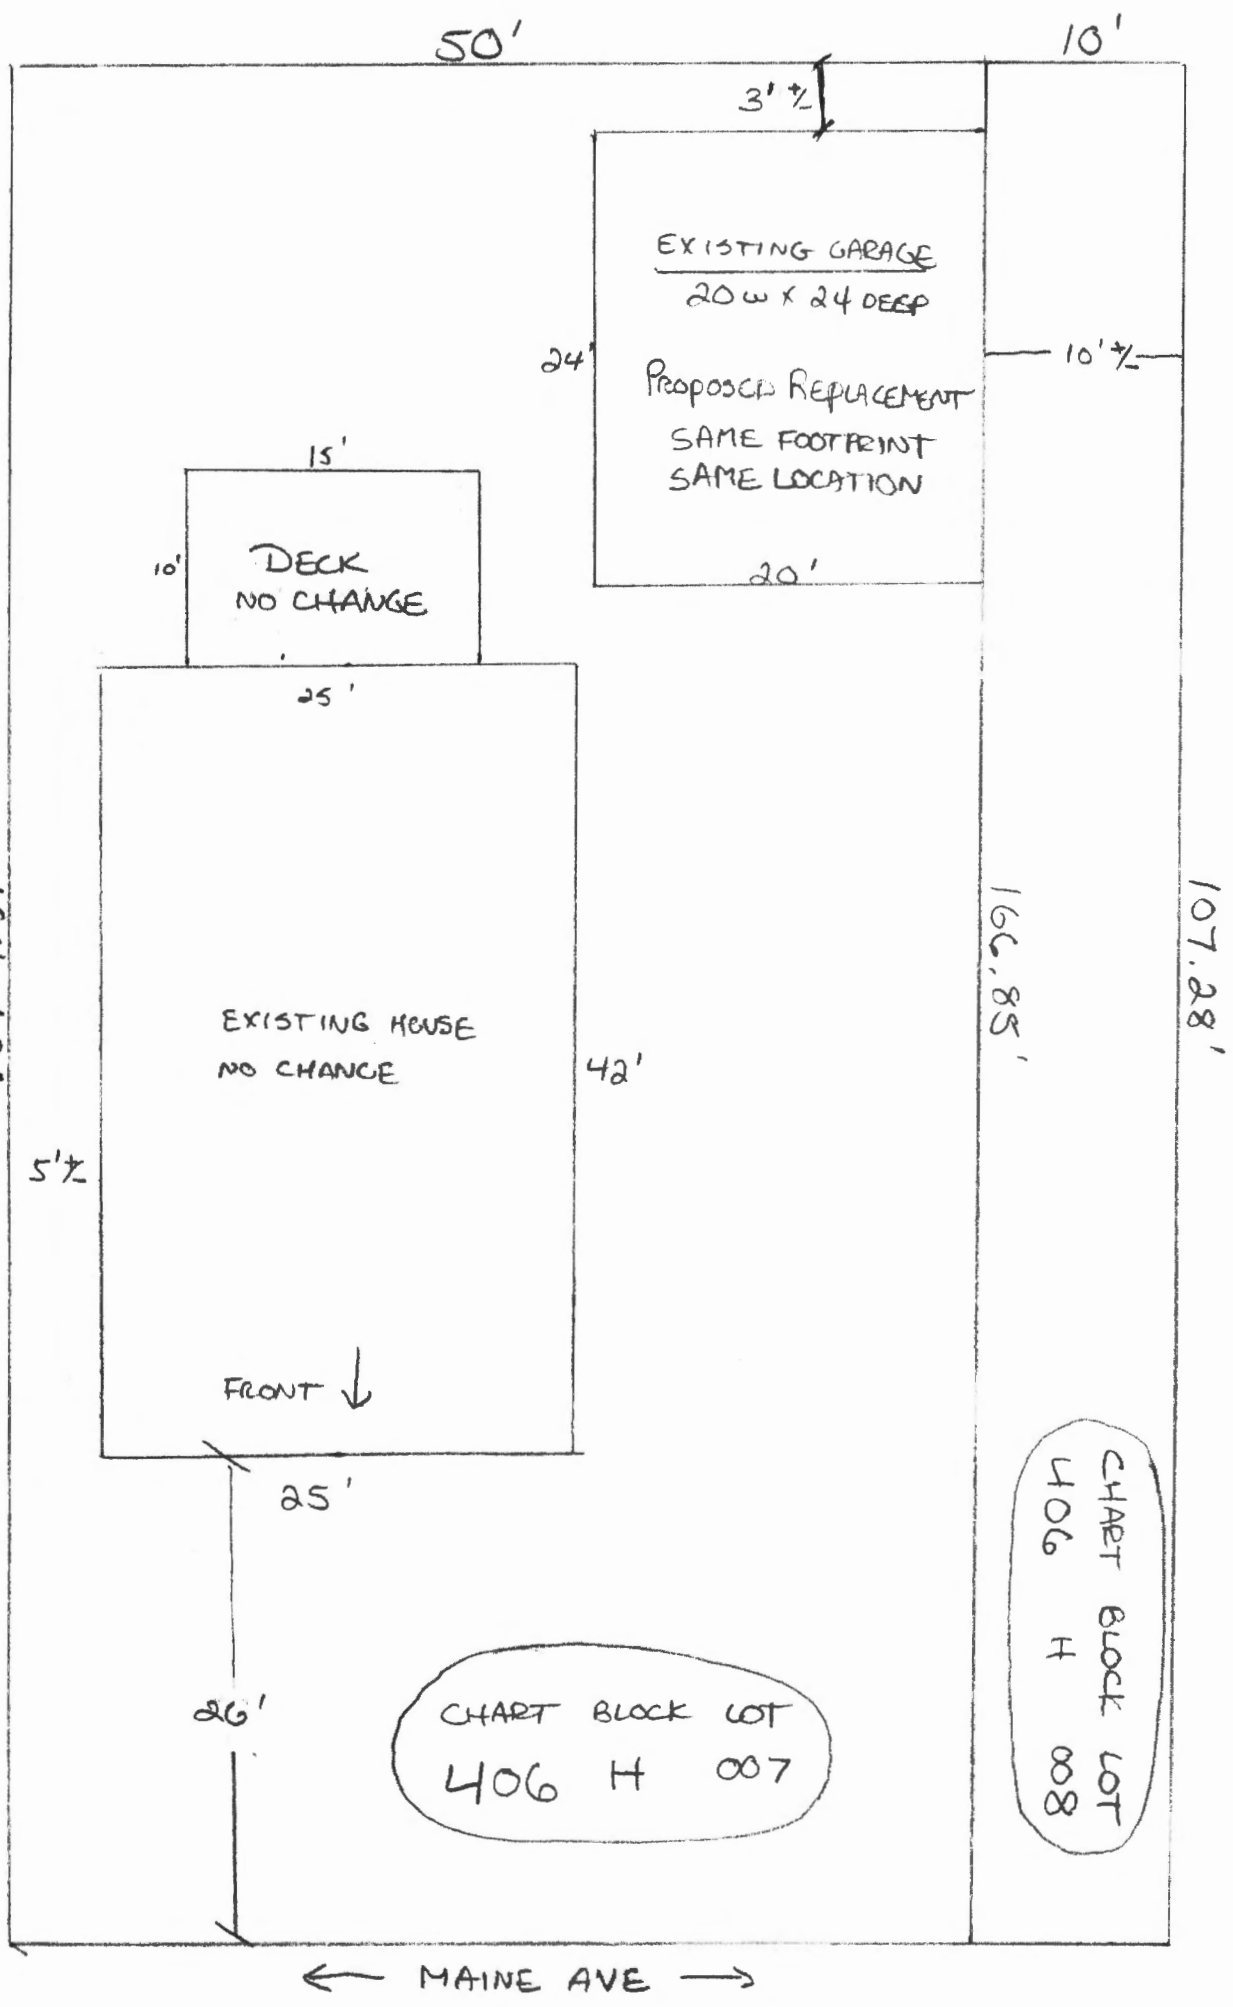 50'
10'
3' +/-
EXISTING GARAGE
20 W X 24 DEEP
24'
10' +/-
PROPOSED REPLACEMENT
SAME FOOTPRINT
SAME LOCATION
15'
10'
DECK
NO CHANGE
20'
25'
166.85'
107.28'
EXISTING HOUSE
NO CHANGE
42'
5' +/-
FRONT ↓
25'
26'
CHART BLOCK LOT
406 H 007
CHART BLOCK LOT
406 H 008
← MAINE AVE →